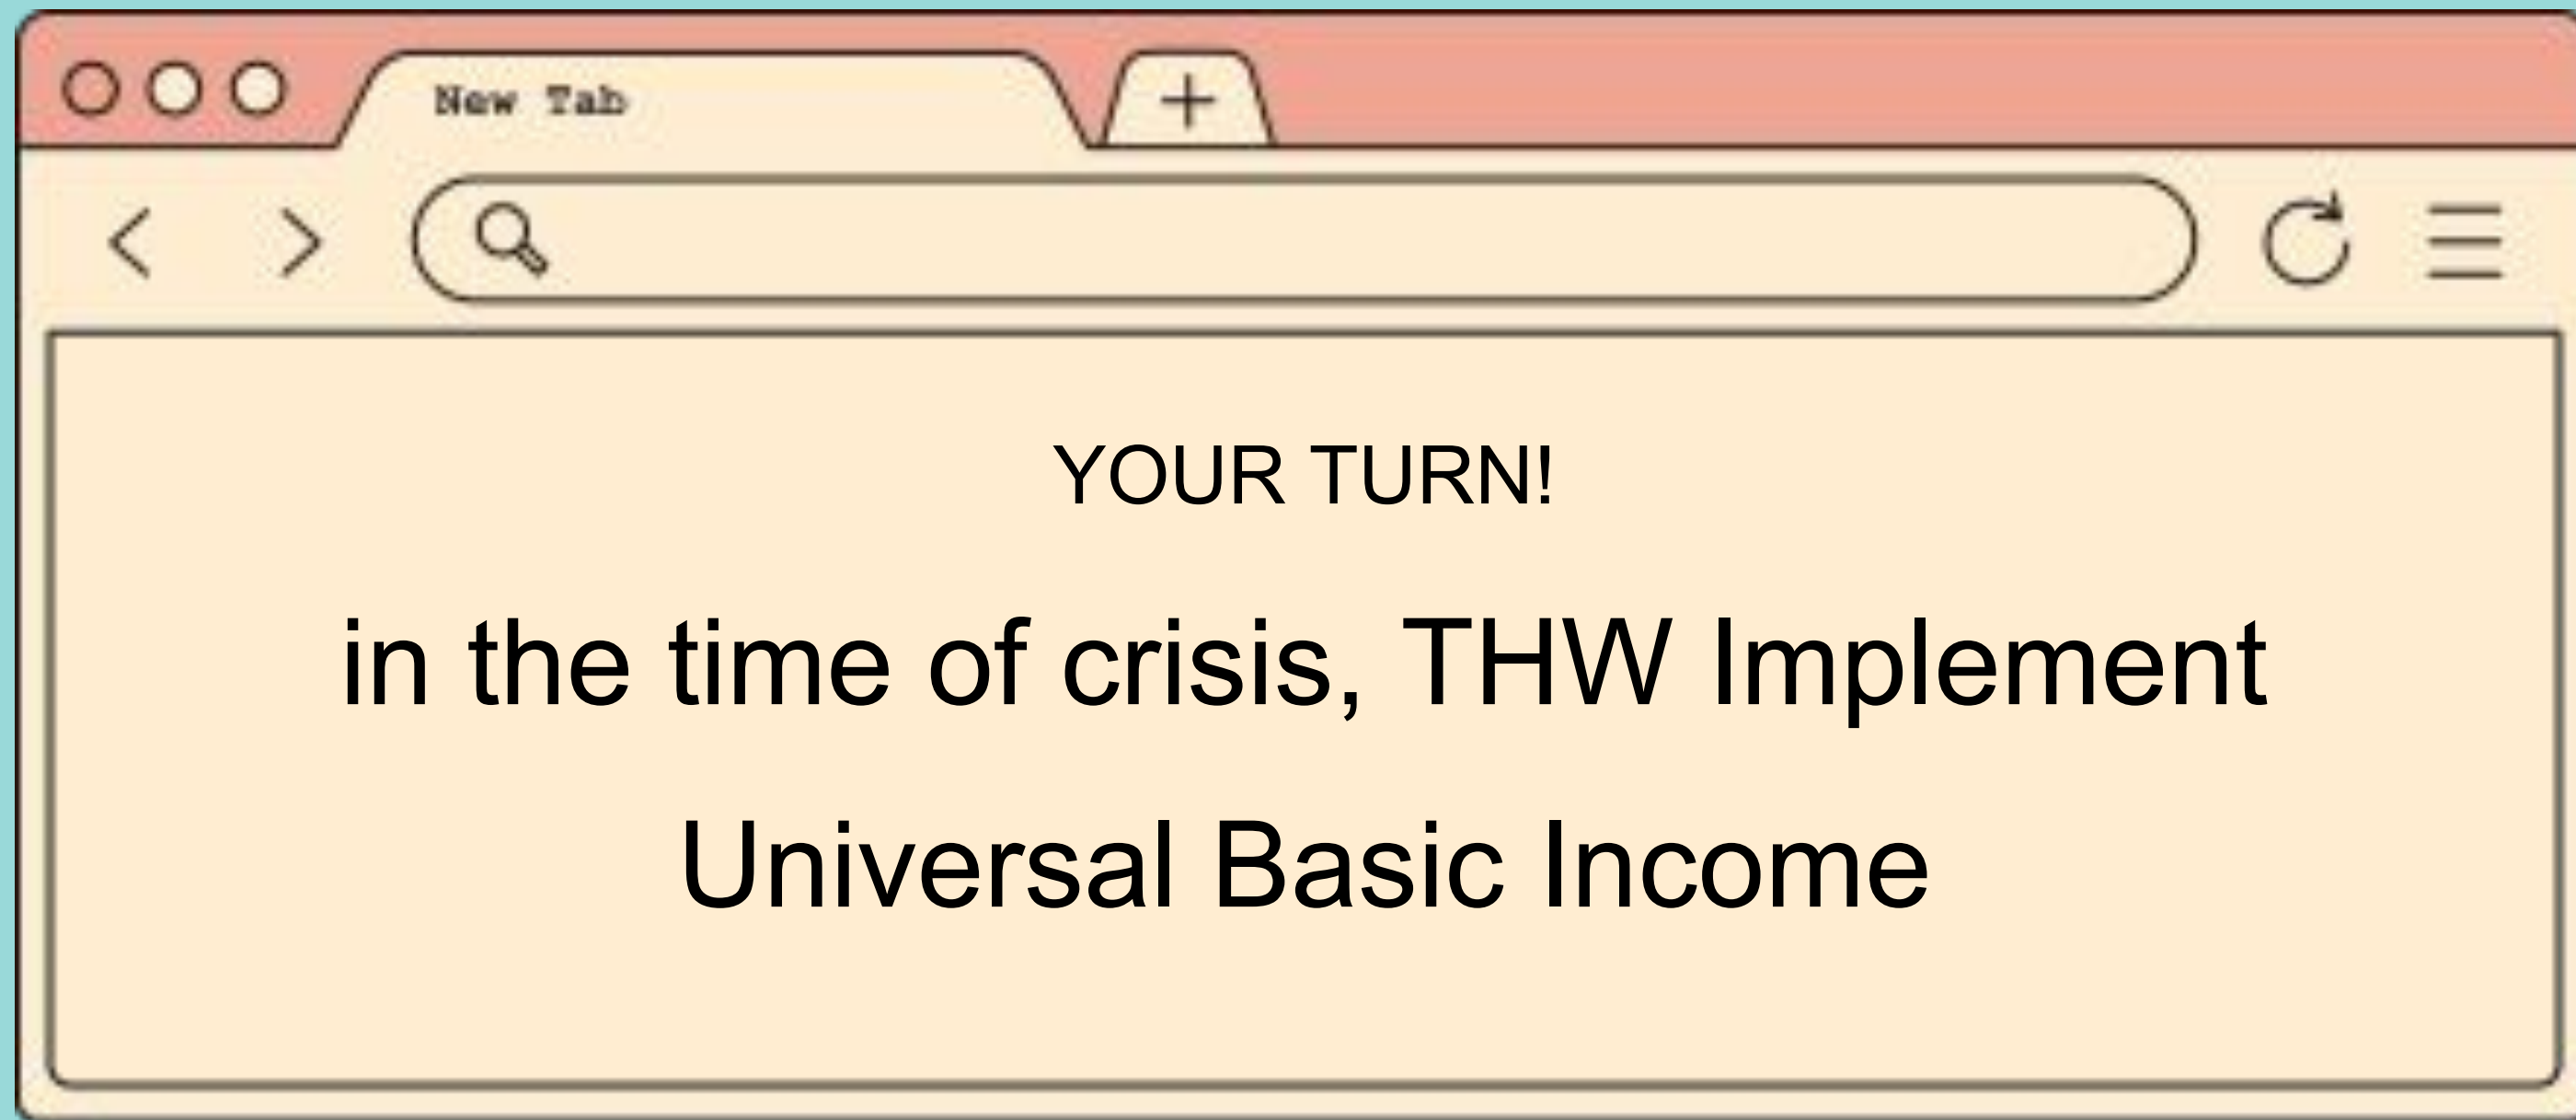 New Tab
YOUR TURN!
in the time of crisis, THW Implement
Universal Basic Income